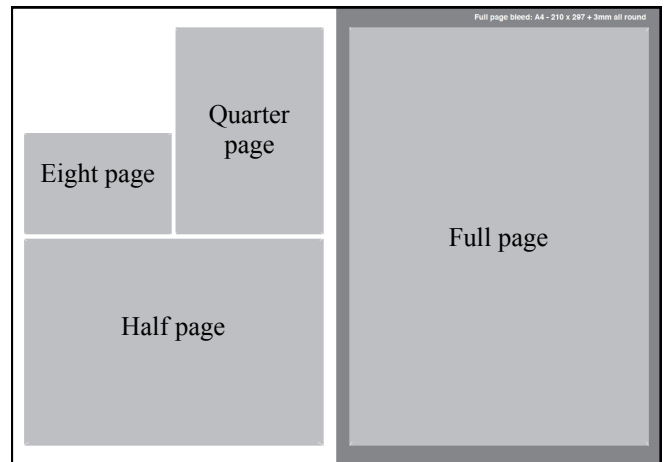 Full page bleed: A4 - 210 x 297 + 3mm all round
Quarter
page
Eight page
Full page
Half page